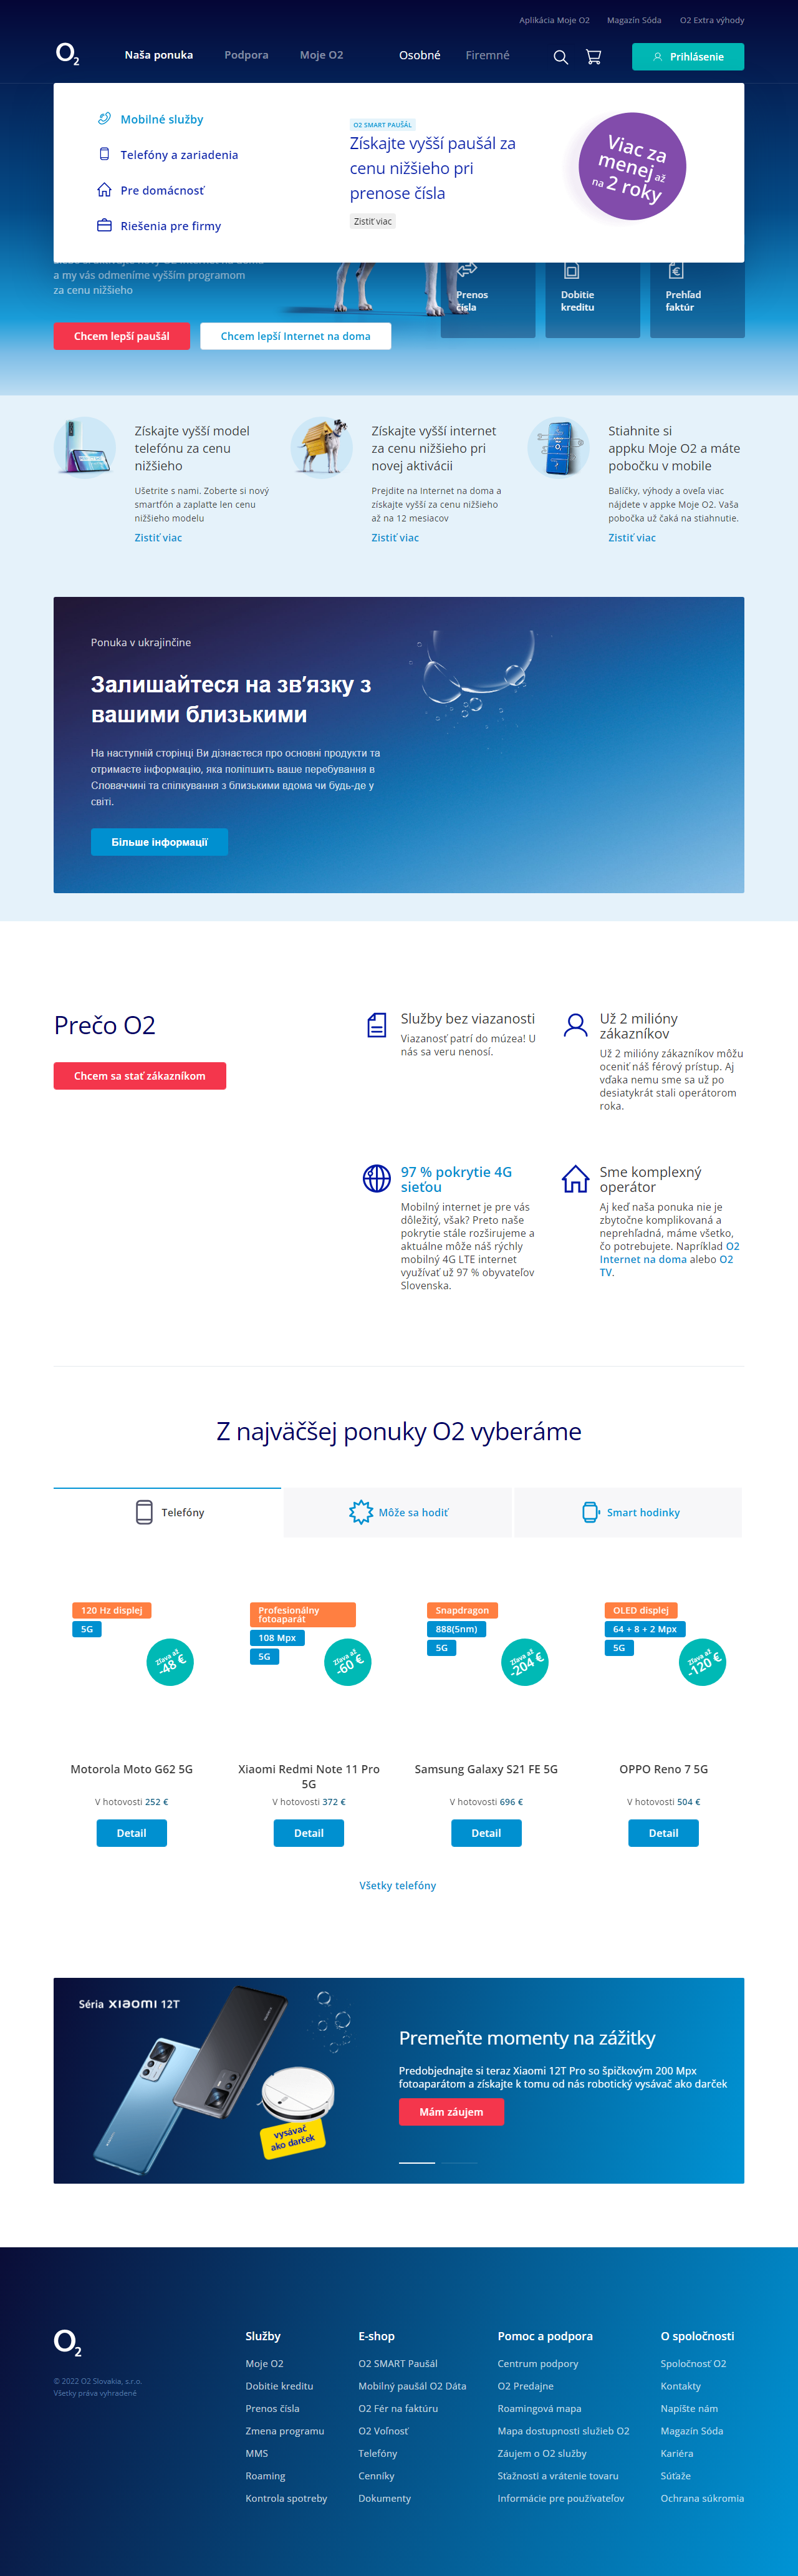 Aplikácia Moje O2 Magazín Sóda O2 Extra výhody
O2 Naša ponuka Podpora Moje O2 Osobné Firemné Prihlásenie
Mobilné služby
Telefóny a zariadenia
Pre domácnosť
Riešenia pre firmy
O2 SMART PAUŠÁL
Získajte vyšší paušál za
cenu nižšieho pri
prenose čísla
Zistiť viac
Viac za
menej až
na 2 roky
a my vás odmeníme vyšším programom
za cenu nižšieho
Chcem lepší paušál
Chcem lepší Internet na doma
Prenos
čísla
Dobitie
kreditu
Prehľad
faktúr
Získajte vyšší model
telefónu za cenu
nižšieho
Ušetrite s nami. Zoberte si nový
smartfón a zaplaťte len cenu
nižšieho modelu
Zistiť viac
Získajte vyšší internet
za cenu nižšieho pri
novej aktivácii
Prejdite na Internet na doma a
získajte vyšší za cenu nižšieho
až na 12 mesiacov
Zistiť viac
Stiahnite si
appku Moje O2 a máte
pobočku v mobile
Balíčky, výhody a oveľa viac
nájdete v appke Moje O2. Vaša
pobočka už čaká na stiahnutie.
Zistiť viac
Ponuka v ukrajinčine
Залишайтеся на зв'язку з
вашими близькими
На наступній сторінці Ви дізнаєтеся про основні продукти та
отримаєте інформацію, яка поліпшить ваше перебування в
Словаччині та спілкування з близькими вдома чи будь-де у
світі.
Більше інформації
Prečo O2
Chcem sa stať zákazníkom
Služby bez viazanosti
Viazanosť patrí do múzea! U
nás sa veru nenosí.
Už 2 milióny
zákazníkov
Už 2 milióny zákazníkov môžu
oceniť náš férový prístup. Aj
vďaka nemu sme sa už po
desiatykrát stali operátorom
roka.
97 % pokrytie 4G
sieťou
Mobilný internet je pre vás
dôležitý, však? Preto naše
pokrytie stále rozširujeme a
aktuálne môže náš rýchly
mobilný 4G LTE internet
využívať už 97 % obyvateľov
Slovenska.
Sme komplexný
operátor
Aj keď naša ponuka nie je
zbytočne komplikovaná a
neprehľadná, máme všetko,
čo potrebujete. Napríklad O2
Internet na doma alebo O2
TV.
Z najväčšej ponuky O2 vyberáme
Telefóny
Môže sa hodiť
Smart hodinky
120 Hz displej
5G
Zľava až
-48 €
Motorola Moto G62 5G
V hotovosti 252 €
Detail
Profesionálny
fotoaparát
108 Mpx
5G
Zľava až
-60 €
Xiaomi Redmi Note 11 Pro
5G
V hotovosti 372 €
Detail
Snapdragon
888(5nm)
5G
Zľava až
-204 €
Samsung Galaxy S21 FE 5G
V hotovosti 696 €
Detail
OLED displej
64 + 8 + 2 Mpx
5G
Zľava až
-120 €
OPPO Reno 7 5G
V hotovosti 504 €
Detail
Všetky telefóny
Séria xiaomi 12T
vysávač
ako darček
Premeňte momenty na zážitky
Predobjednajte si teraz Xiaomi 12T Pro so špičkovým 200 Mpx
fotoaparátom a získajte k tomu od nás robotický vysávač ako darček
Mám záujem
O2
© 2022 O2 Slovakia, s.r.o.
Všetky práva vyhradené
Služby
Moje O2
Dobitie kreditu
Prenos čísla
Zmena programu
MMS
Roaming
Kontrola spotreby
E-shop
O2 SMART Paušál
Mobilný paušál O2 Dáta
O2 Fér na faktúru
O2 Voľnosť
Telefóny
Cenníky
Dokumenty
Pomoc a podpora
Centrum podpory
O2 Predajne
Roamingová mapa
Mapa dostupnosti služieb O2
Záujem o O2 služby
Sťažnosti a vrátenie tovaru
Informácie pre používateľov
O spoločnosti
Spoločnosť O2
Kontakty
Napíšte nám
Magazín Sóda
Kariéra
Súťaže
Ochrana súkromia